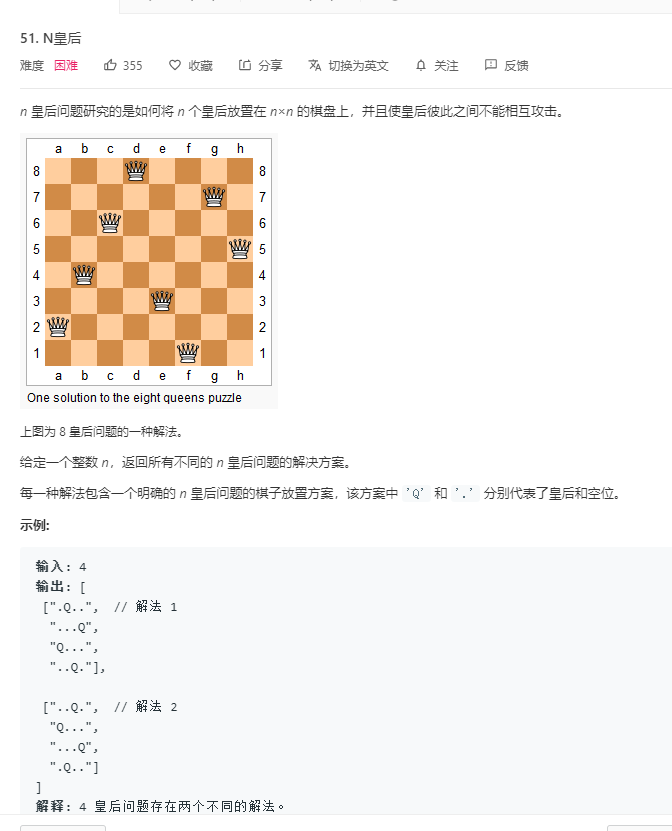 51. N皇后
难度 困难 355 收藏 分享 切换为英文 关注 反馈
n 皇后问题研究的是如何将 n 个皇后放置在 n×n 的棋盘上，并且使皇后彼此之间不能相互攻击。
a b c d e f g h
8 8
7 7
6 6
5 5
4 4
3 3
2 2
1 1
a b c d e f g h
One solution to the eight queens puzzle
上图为 8 皇后问题的一种解法。
给定一个整数 n，返回所有不同的 n 皇后问题的解决方案。
每一种解法包含一个明确的 n 皇后问题的棋子放置方案，该方案中 'Q' 和 '.' 分别代表了皇后和空位。
示例:
输入: 4
输出: [
[".Q..", // 解法 1
"...Q",
"Q...",
"..Q."],
["..Q.", // 解法 2
"Q...",
"...Q",
".Q.."]
]
解释: 4 皇后问题存在两个不同的解法。